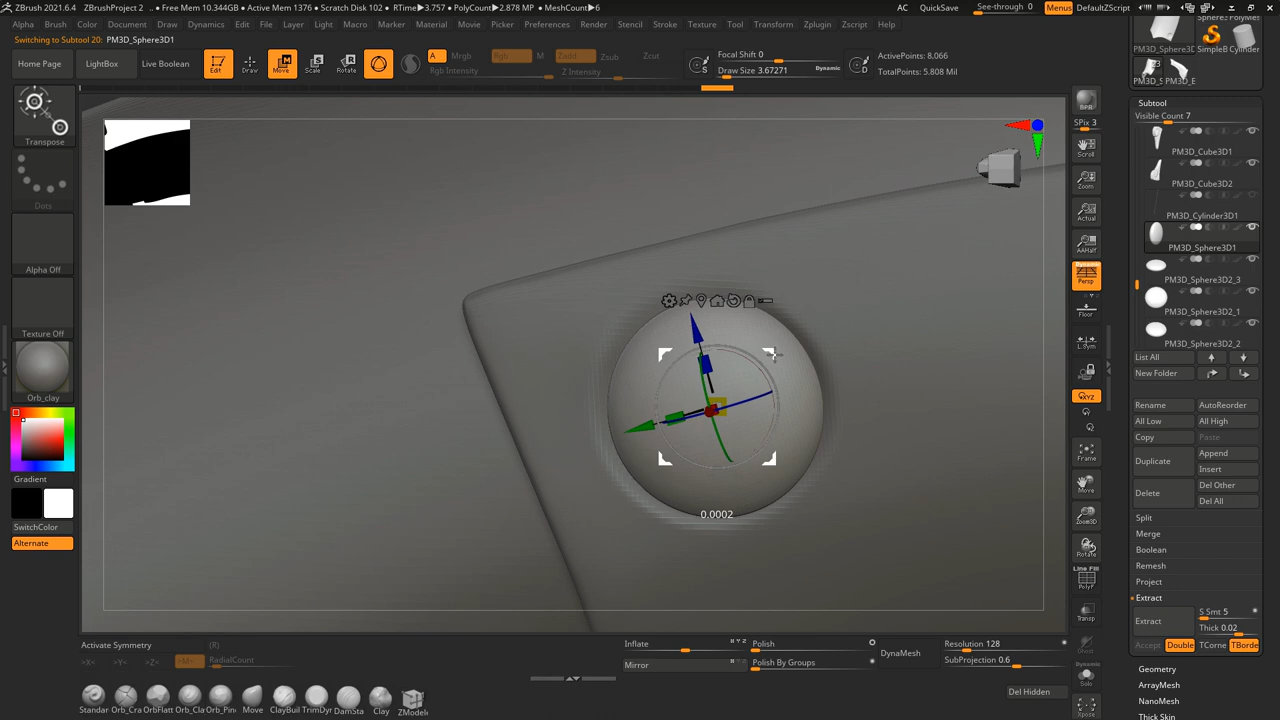 ZBrush 2021.6.4 ZBrushProject 2 • Free Mem 10.344GB • Active Mem 1376 • Scratch Disk 102 • RTime▶3.757 • PolyCount▶2.878 MP • MeshCount▶6 AC QuickSave See-through 0 Menus DefaultZScript
Alpha Brush Color Document Draw Dynamics Edit File Layer Light Macro Marker Material Movie Picker Preferences Render Stencil Stroke Texture Tool Transform Zplugin Zscript Help
Switching to Subtool 20: PM3D_Sphere3D1
Home Page LightBox Live Boolean Edit Draw Move Scale Rotate
A Mrgb Rgb M Zadd Zsub Zcut
Rgb Intensity Z Intensity
Focal Shift 0
Draw Size 3.67271 Dynamic
ActivePoints: 8,066
TotalPoints: 5.808 Mil
S
D
Transpose
Dots
Alpha Off
Texture Off
Orb_clay
Gradient
SwitchColor
Alternate
0.0002
BPR
SPix 3
Scroll
Zoom
Actual
AAHalf
Dynamic
Persp
Floor
L.Sym
XYZ
Frame
Move
Zoom3D
Rotate
Line Fill
PolyF
Transp
Ghost
Dynamic
Solo
Xpose
Sphere3 PolyMes
PM3D_Sphere3D SimpleB Cylinder
23
PM3D_S PM3D_E
Subtool
Visible Count 7
PM3D_Cube3D1
PM3D_Cube3D2
PM3D_Cylinder3D1
PM3D_Sphere3D1
PM3D_Sphere3D2_3
PM3D_Sphere3D2_1
PM3D_Sphere3D2_2
List All
New Folder
Rename AutoReorder
All Low All High
Copy Paste
Duplicate Append
Insert
Delete Del Other
Del All
Split
Merge
Boolean
Remesh
Project
Extract
Extract S Smt 5
Thick 0.02
Accept Double TCorne TBorde
Geometry
ArrayMesh
NanoMesh
Thick Skin
Activate Symmetry (R)
>X< >Y< >Z< >M< RadialCount
Inflate Polish Resolution 128
Mirror Polish By Groups DynaMesh SubProjection 0.6
Del Hidden
Standar Orb_Cra OrbFlatt Orb_Cla Orb_Pin Move ClayBuil TrimDyr DamSta Clay ZModele